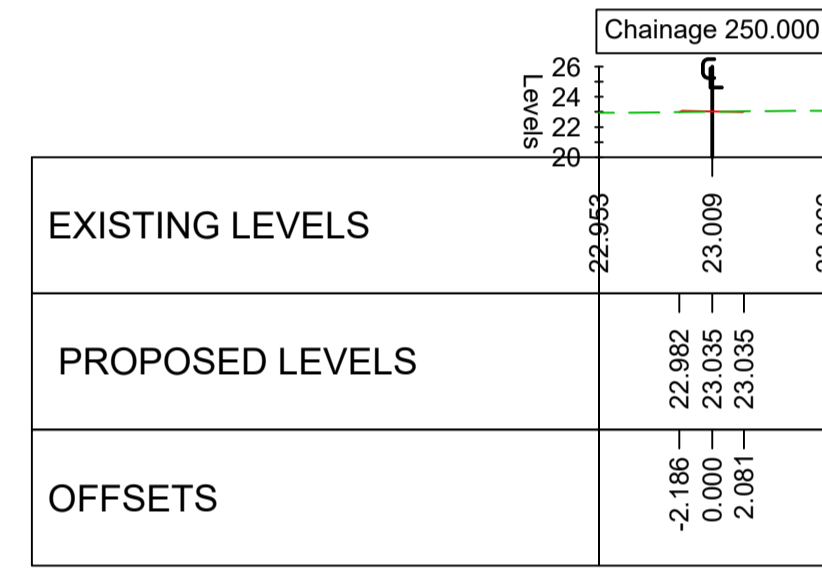 Chainage 250.000
℄
26
24
22
20
Levels
EXISTING LEVELS
22.953
23.009
PROPOSED LEVELS
22.982
23.035
23.035
OFFSETS
-2.186
0.000
2.081